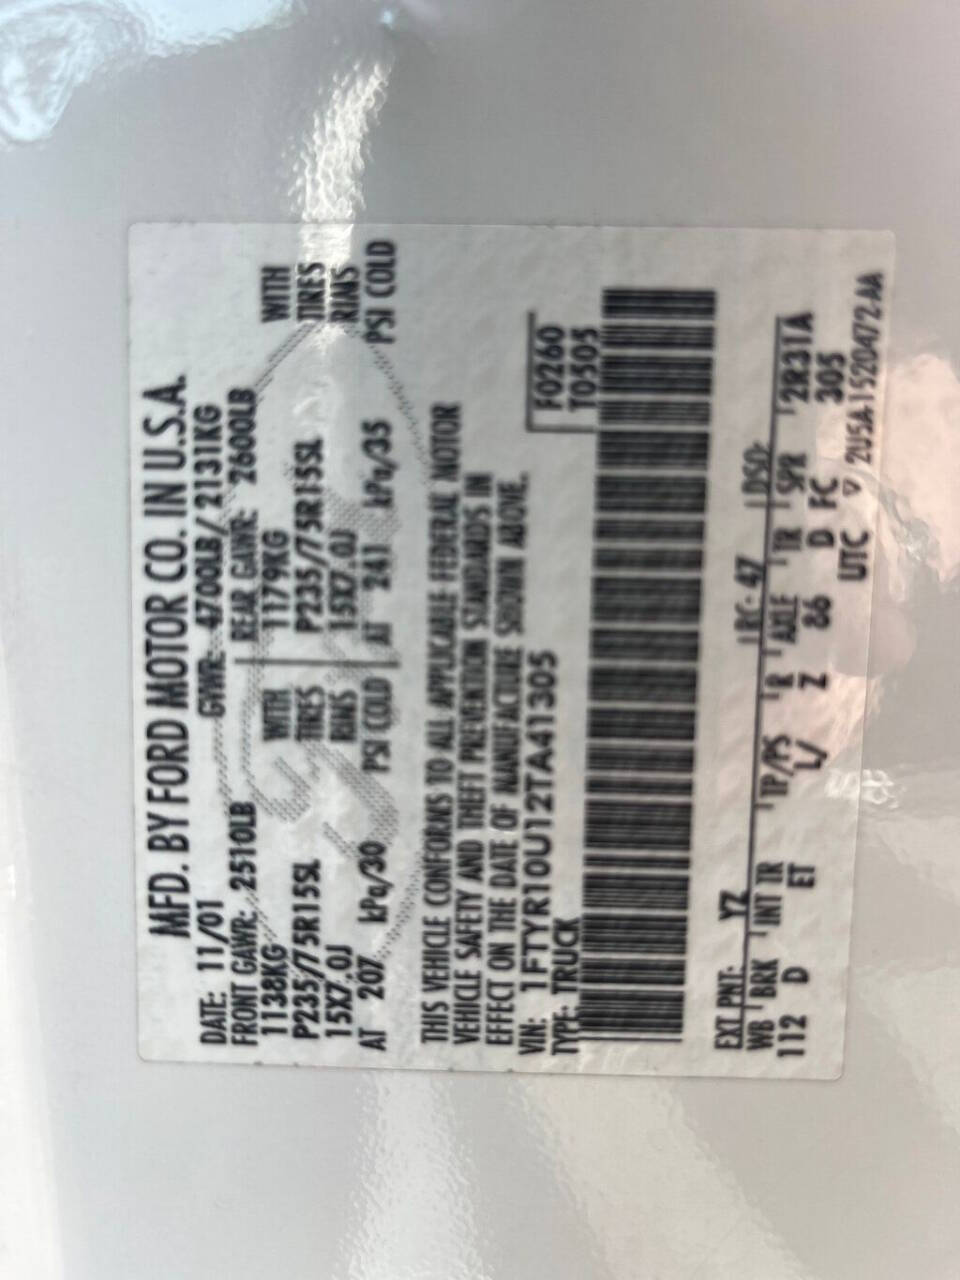 MFD. BY FORD MOTOR CO. IN U.S.A.
DATE: 11/01 GVWR: 4700LB/ 2131KG
FRONT GAWR: 2510LB REAR GAWR: 2600LB
1138KG WITH 1179KG WITH
P235/75R15SL TIRES P235/75R15SL TIRES
15X7.0J RIMS 15X7.0J RIMS
AT 207 kPa/30 PSI COLD AT 241 kPa/35 PSI COLD
THIS VEHICLE CONFORMS TO ALL APPLICABLE FEDERAL MOTOR
VEHICLE SAFETY AND THEFT PREVENTION STANDARDS IN
EFFECT ON THE DATE OF MANUFACTURE SHOWN ABOVE.
VIN: 1FTYR10U12TA41305 F0260
TYPE: TRUCK T0505
EXT PNT: YZ RC: 47 DSO:
WB BRK INT TR TP/PS R AXLE TR SPR 2R31A
112 D ET L/ Z 86 D FC 305
UTC ▽ 2U5A-1520472-AA